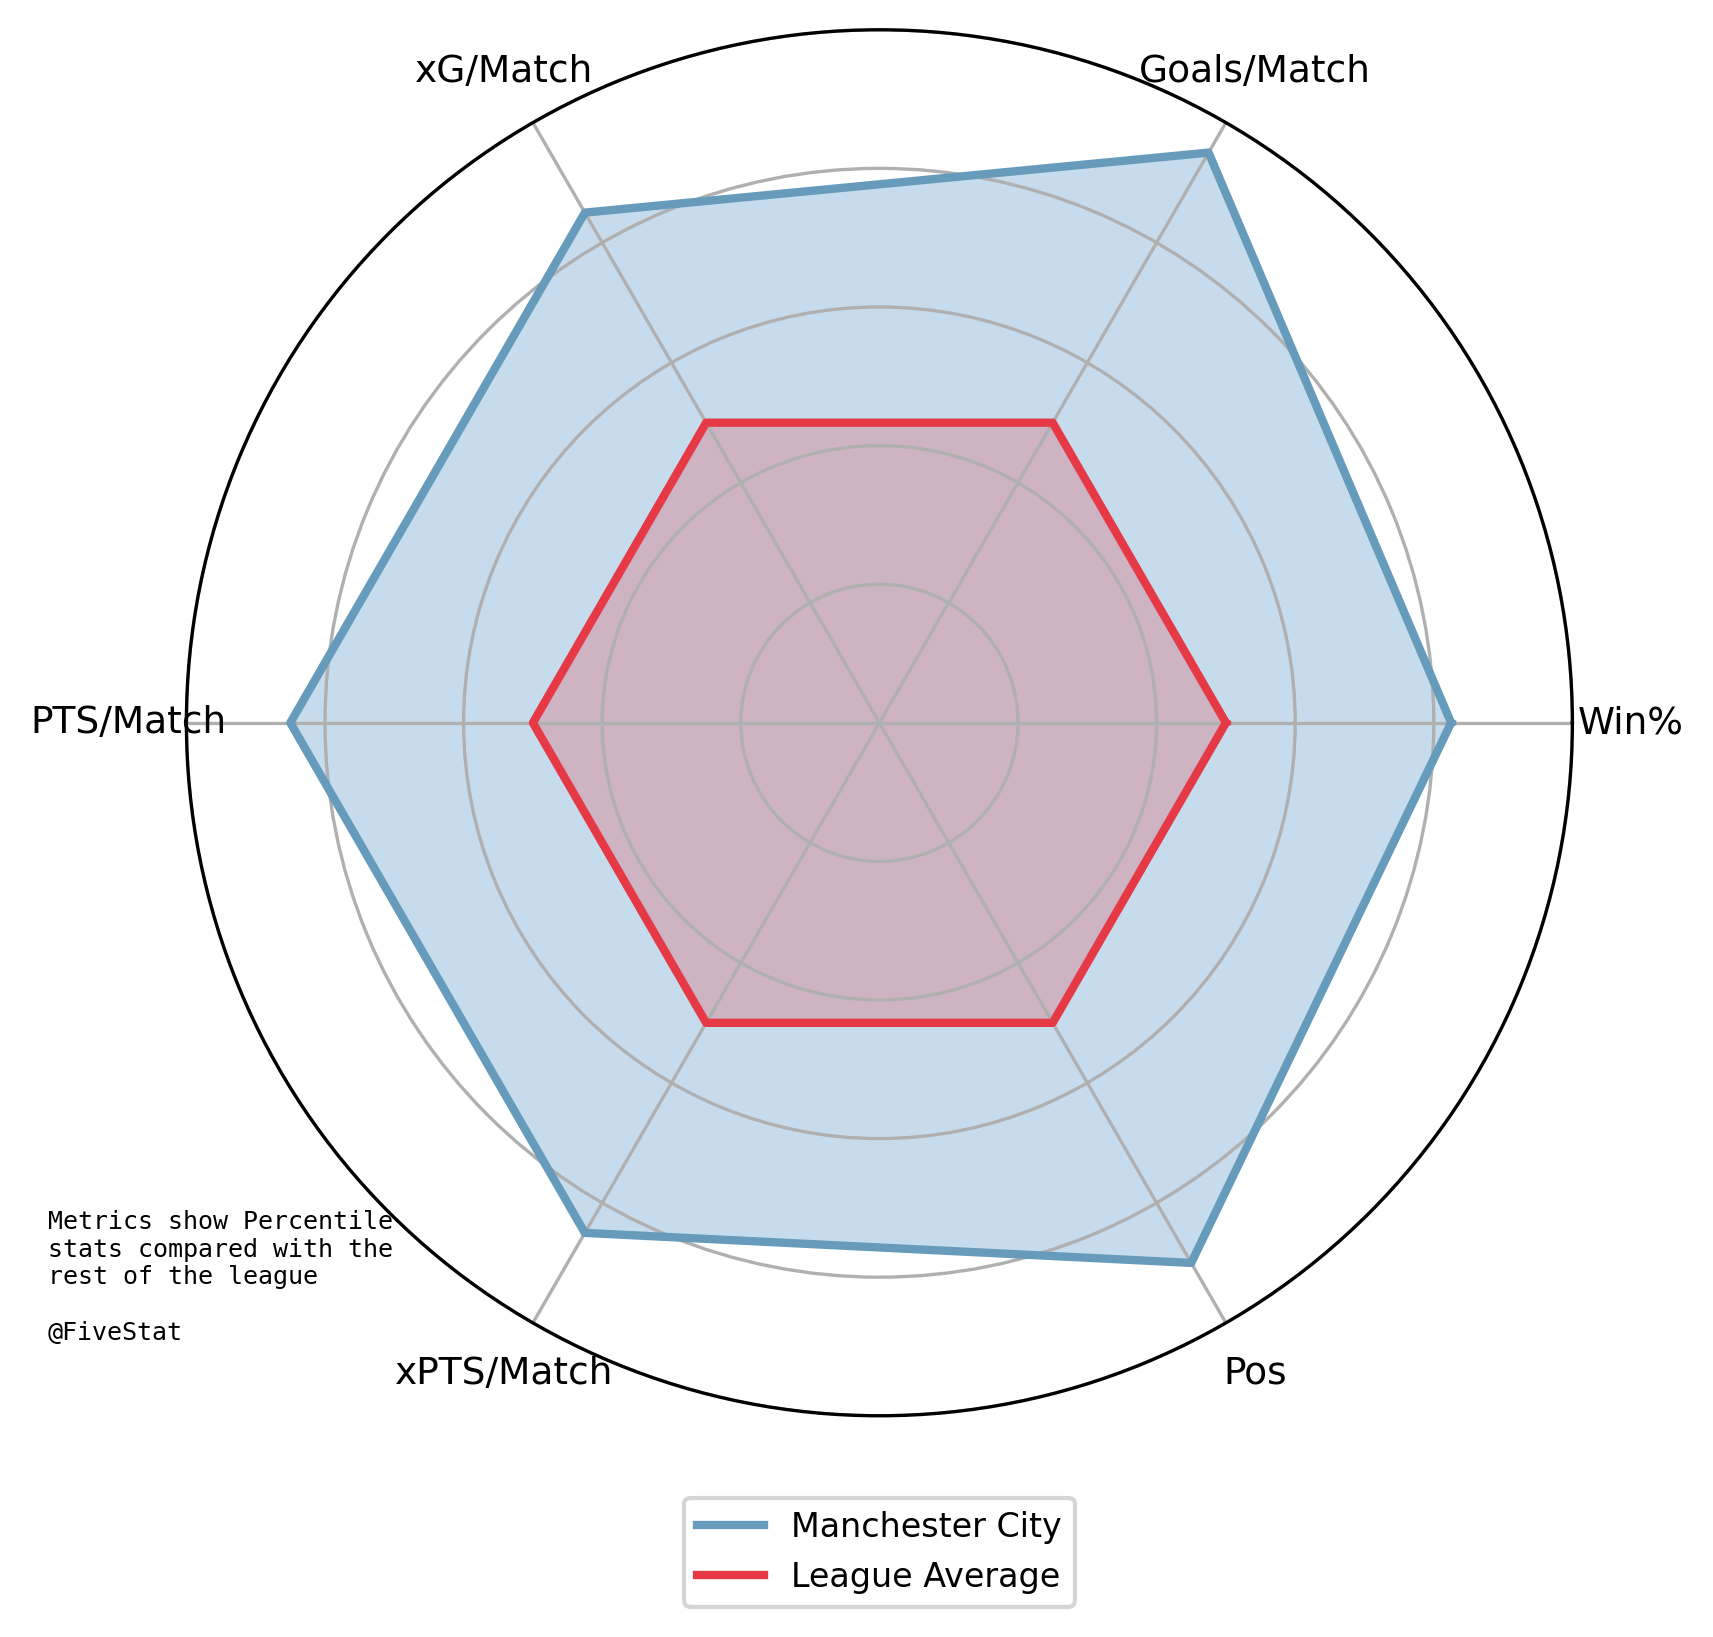 xG/Match
Goals/Match
PTS/Match
Win%
Metrics show Percentile
stats compared with the
rest of the league
@FiveStat
xPTS/Match
Pos
Manchester City
League Average